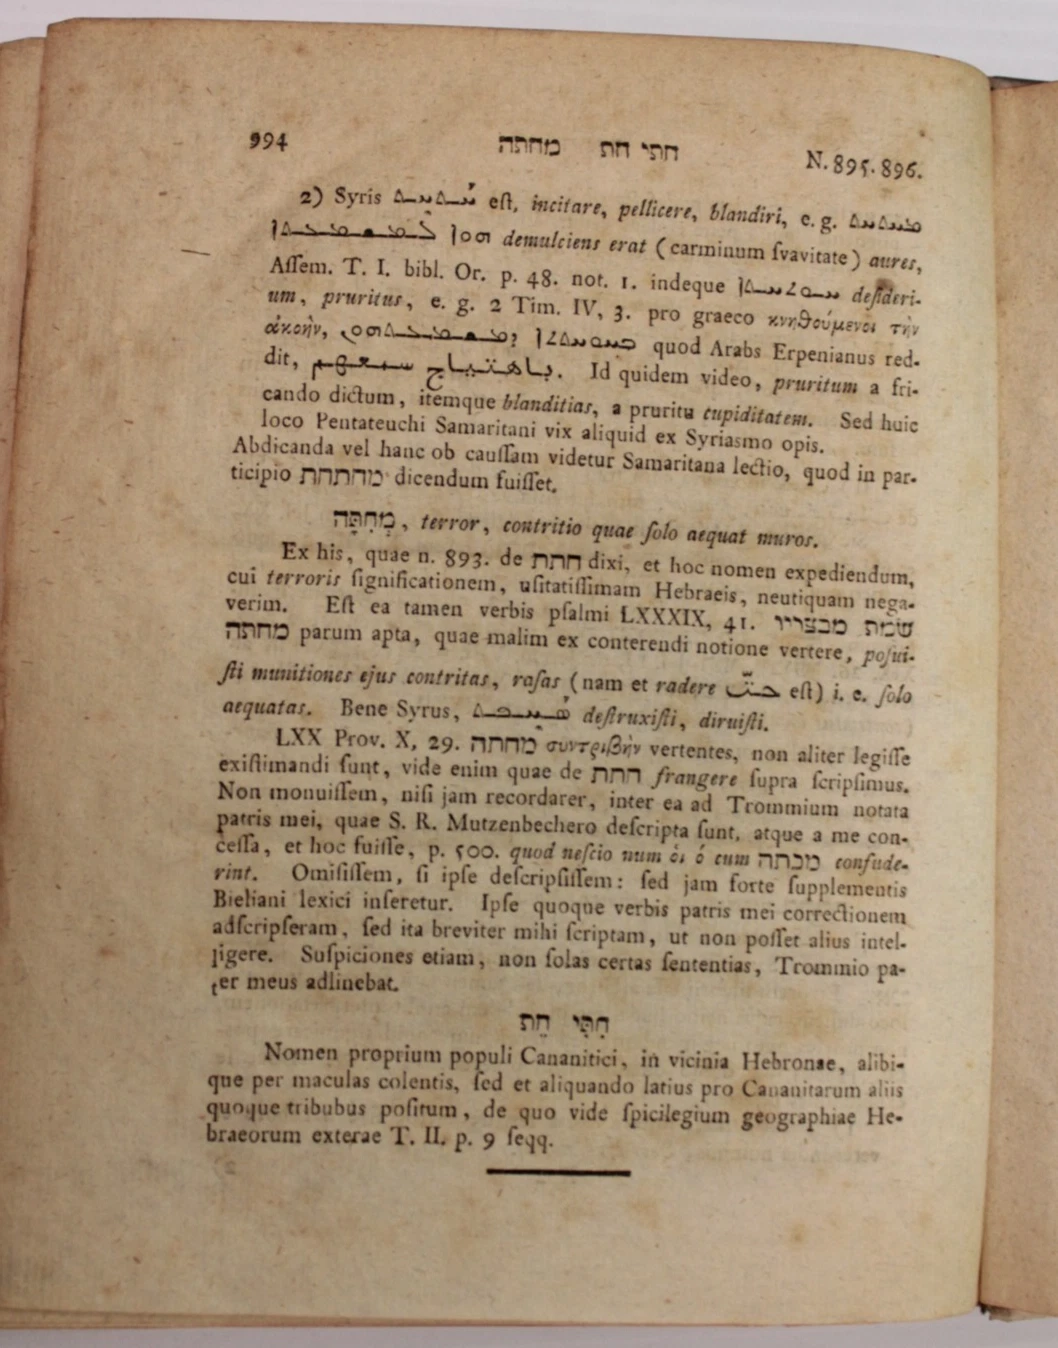 994 מחתה חתי חת N. 895. 896.
2) Syris est, incitare, pellicere, blandiri, e. g.
demulciens erat (carminum svavitate) aures,
Assem. T. I. bibl. Or. p. 48. not. 1. indeque desideri-
um, pruritus, e. g. 2 Tim. IV, 3. pro graeco κνηθούμενοι τὴν
ἀκοὴν, quod Arabs Erpenianus red-
dit, باهتياج سمعهم. Id quidem video, pruritum a fri-
cando dictum, itemque blanditias, a pruritu cupiditatem. Sed huic
loco Pentateuchi Samaritani vix aliquid ex Syriasmo opis.
Abdicanda vel hanc ob caussam videtur Samaritana lectio, quod in par-
ticipio מחתחת dicendum fuisset.
מְחִתָּה, terror, contritio quae solo aequat muros.
Ex his, quae n. 893. de חתת dixi, et hoc nomen expediendum,
cui terroris significationem, usitatissimam Hebraeis, neutiquam nega-
verim. Est ea tamen verbis psalmi LXXXIX, 41. שמת מבצריו
מחתה parum apta, quae malim ex conterendi notione vertere, posui-
sti munitiones ejus contritas, rasas (nam et radere حتّ est) i. e. solo
aequatas. Bene Syrus, destruxisti, diruisti.
LXX Prov. X, 29. מחתה συντριβὴν vertentes, non aliter legisse
existimandi sunt, vide enim quae de חתת frangere supra scripsimus.
Non monuissem, nisi jam recordarer, inter ea ad Trommium notata
patris mei, quae S. R. Mutzenbechero descripta sunt, atque a me con-
cessa, et hoc fuisse, p. 500. quod nescio num οἱ ό cum מכתה confude-
rint. Omisissem, si ipse descripsissem: sed jam forte supplementis
Bieliani lexici inseretur. Ipse quoque verbis patris mei correctionem
adscripseram, sed ita breviter mihi scriptam, ut non posset alius intel-
ligere. Suspiciones etiam, non solas certas sententias, Trommio pa-
ter meus adlinebat.
חִתִּי חֵת
Nomen proprium populi Cananitici, in vicinia Hebronae, alibi-
que per maculas colentis, sed et aliquando latius pro Cananitarum aliis
quoque tribubus positum, de quo vide spicilegium geographiae He-
braeorum exterae T. II. p. 9 seqq.